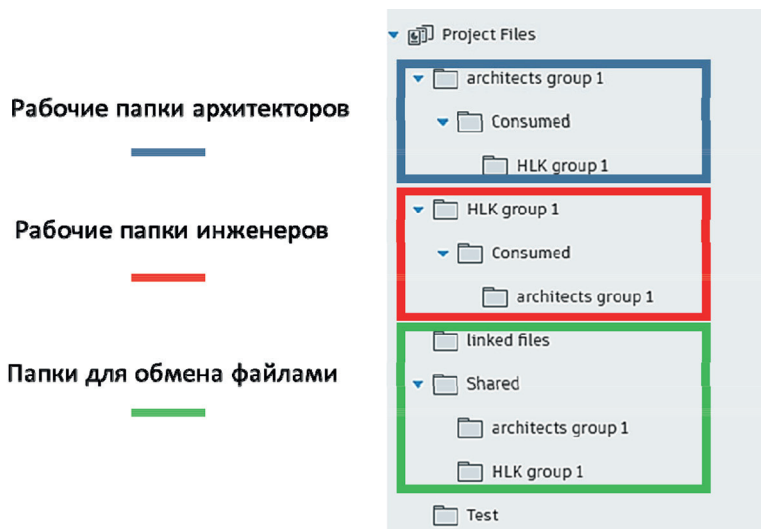 Project Files
architects group 1
Рабочие папки архитекторов
Consumed
HLK group 1
HLK group 1
Рабочие папки инженеров
Consumed
architects group 1
linked files
Папки для обмена файлами
Shared
architects group 1
HLK group 1
Test